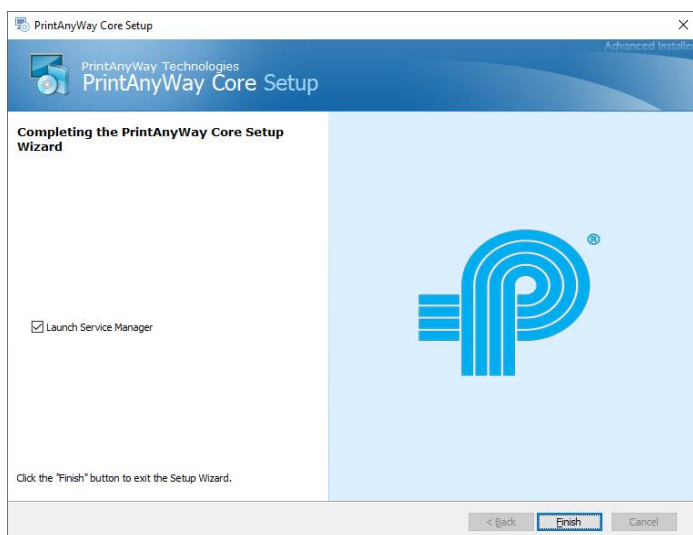 PrintAnyWay Core Setup
Advanced Installer
PrintAnyWay Technologies
PrintAnyWay Core Setup
Completing the PrintAnyWay Core Setup
Wizard
®
Launch Service Manager
Click the "Finish" button to exit the Setup Wizard.
< Back
Finish
Cancel